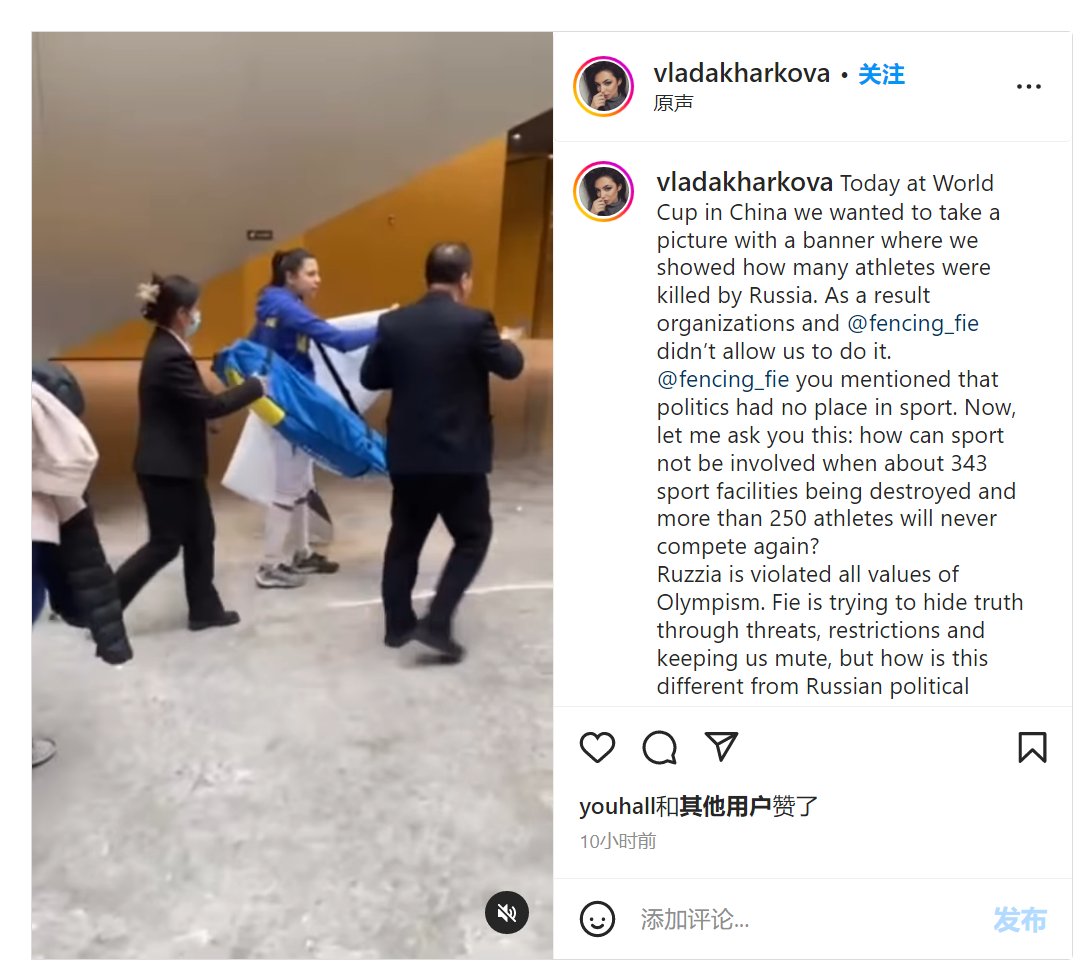 vladakharkova • 关注
原声
vladakharkova Today at World
Cup in China we wanted to take a
picture with a banner where we
showed how many athletes were
killed by Russia. As a result
organizations and @fencing_fie
didn’t allow us to do it.
@fencing_fie you mentioned that
politics had no place in sport. Now,
let me ask you this: how can sport
not be involved when about 343
sport facilities being destroyed and
more than 250 athletes will never
compete again?
Ruzzia is violated all values of
Olympism. Fie is trying to hide truth
through threats, restrictions and
keeping us mute, but how is this
different from Russian political
youhall和其他用户赞了
10小时前
添加评论...
发布